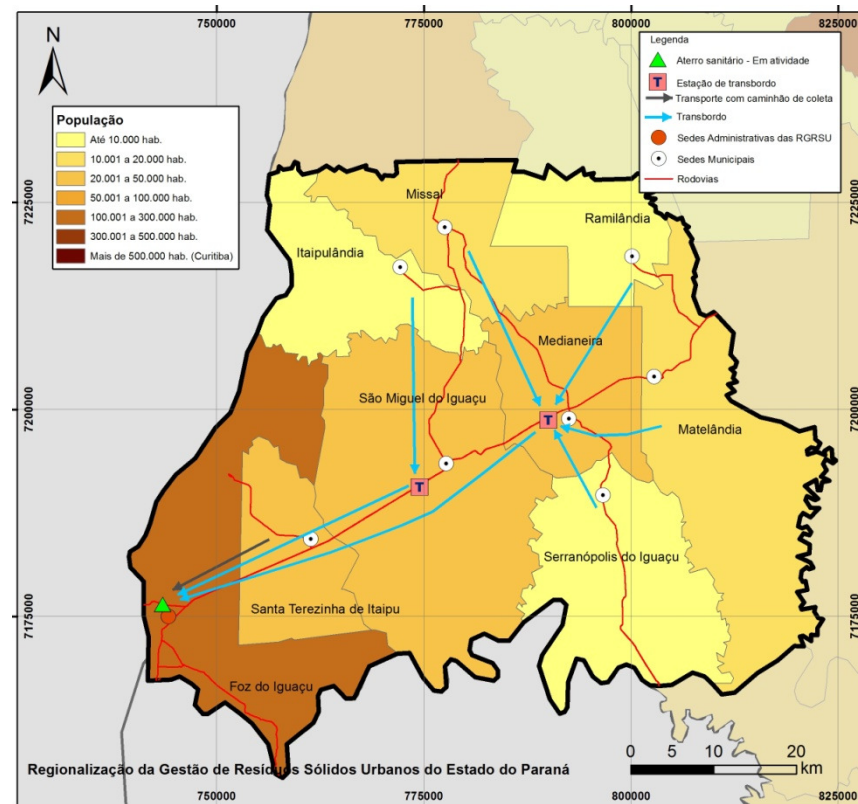 750000
775000
800000
825000
N
Legenda
Aterro sanitário - Em atividade
T
Estação de transbordo
Transporte com caminhão de coleta
Transbordo
Sedes Administrativas das RGRSU
Sedes Municipais
Rodovias
População
Até 10.000 hab.
10.001 a 20.000 hab.
20.001 a 50.000 hab.
50.001 a 100.000 hab.
100.001 a 300.000 hab.
300.001 a 500.000 hab.
Mais de 500.000 hab. (Curitiba)
7225000
7225000
Missal
Ramilândia
Itaipulândia
Medianeira
São Miguel do Iguaçu
7200000
7200000
T
Matelândia
T
Serranópolis do Iguaçu
Santa Terezinha de Itaipu
7175000
7175000
Foz do Iguaçu
Regionalização da Gestão de Resíduos Sólidos Urbanos do Estado do Paraná
0 5 10 20
km
750000
775000
800000
825000